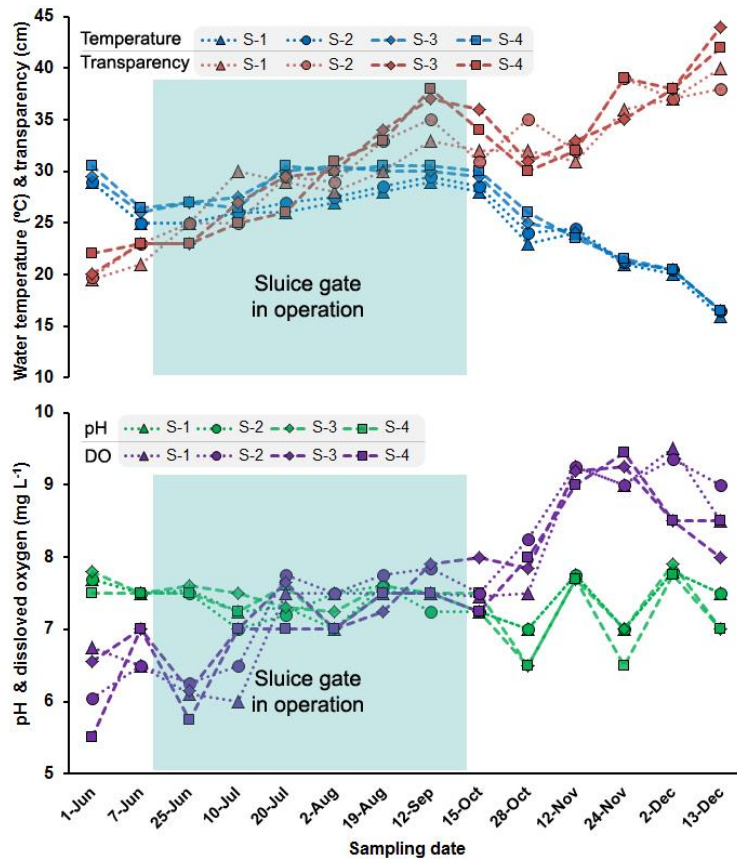 Water temperature (ºC) & transparency (cm)
45
40
35
30
25
20
15
10
Temperature S-1 S-2 S-3 S-4
Transparency S-1 S-2 S-3 S-4
Sluice gate
in operation
pH & dissloved oxygen (mg L⁻¹)
10
9
8
7
6
5
pH S-1 S-2 S-3 S-4
DO S-1 S-2 S-3 S-4
Sluice gate
in operation
1-Jun 7-Jun 25-Jun 10-Jul 20-Jul 2-Aug 19-Aug 12-Sep 15-Oct 28-Oct 12-Nov 24-Nov 2-Dec 13-Dec
Sampling date